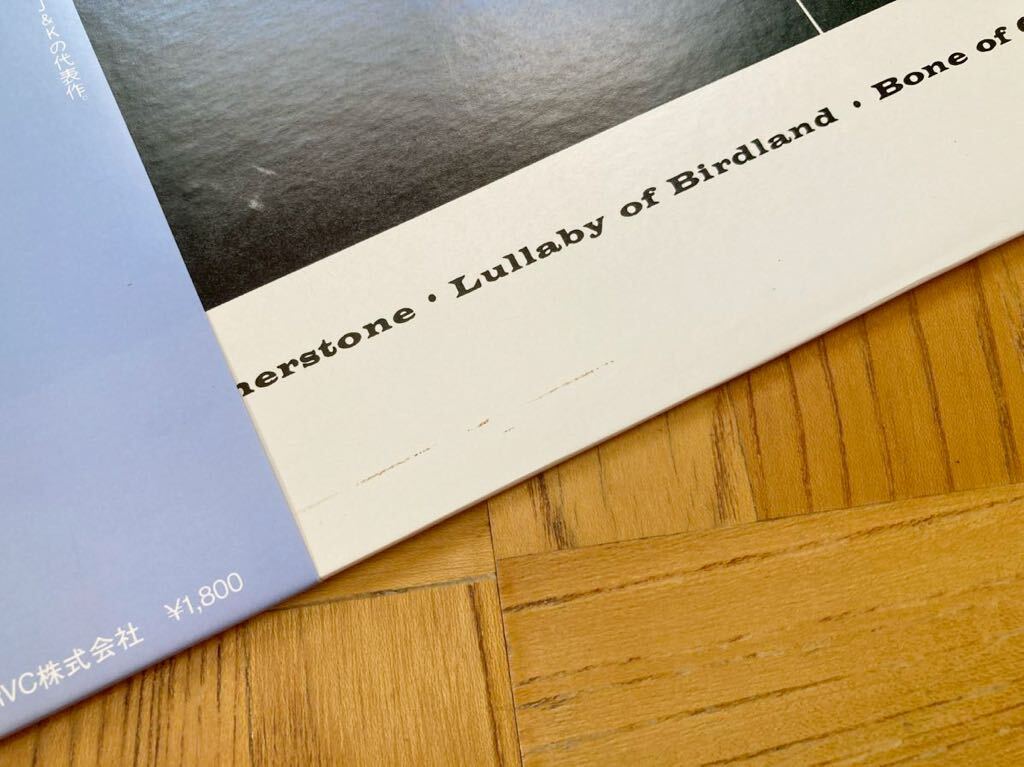 J&Kの代表作。
nerstone · Lullaby of Birdland · Bone of
VC株式会社 ¥1,800